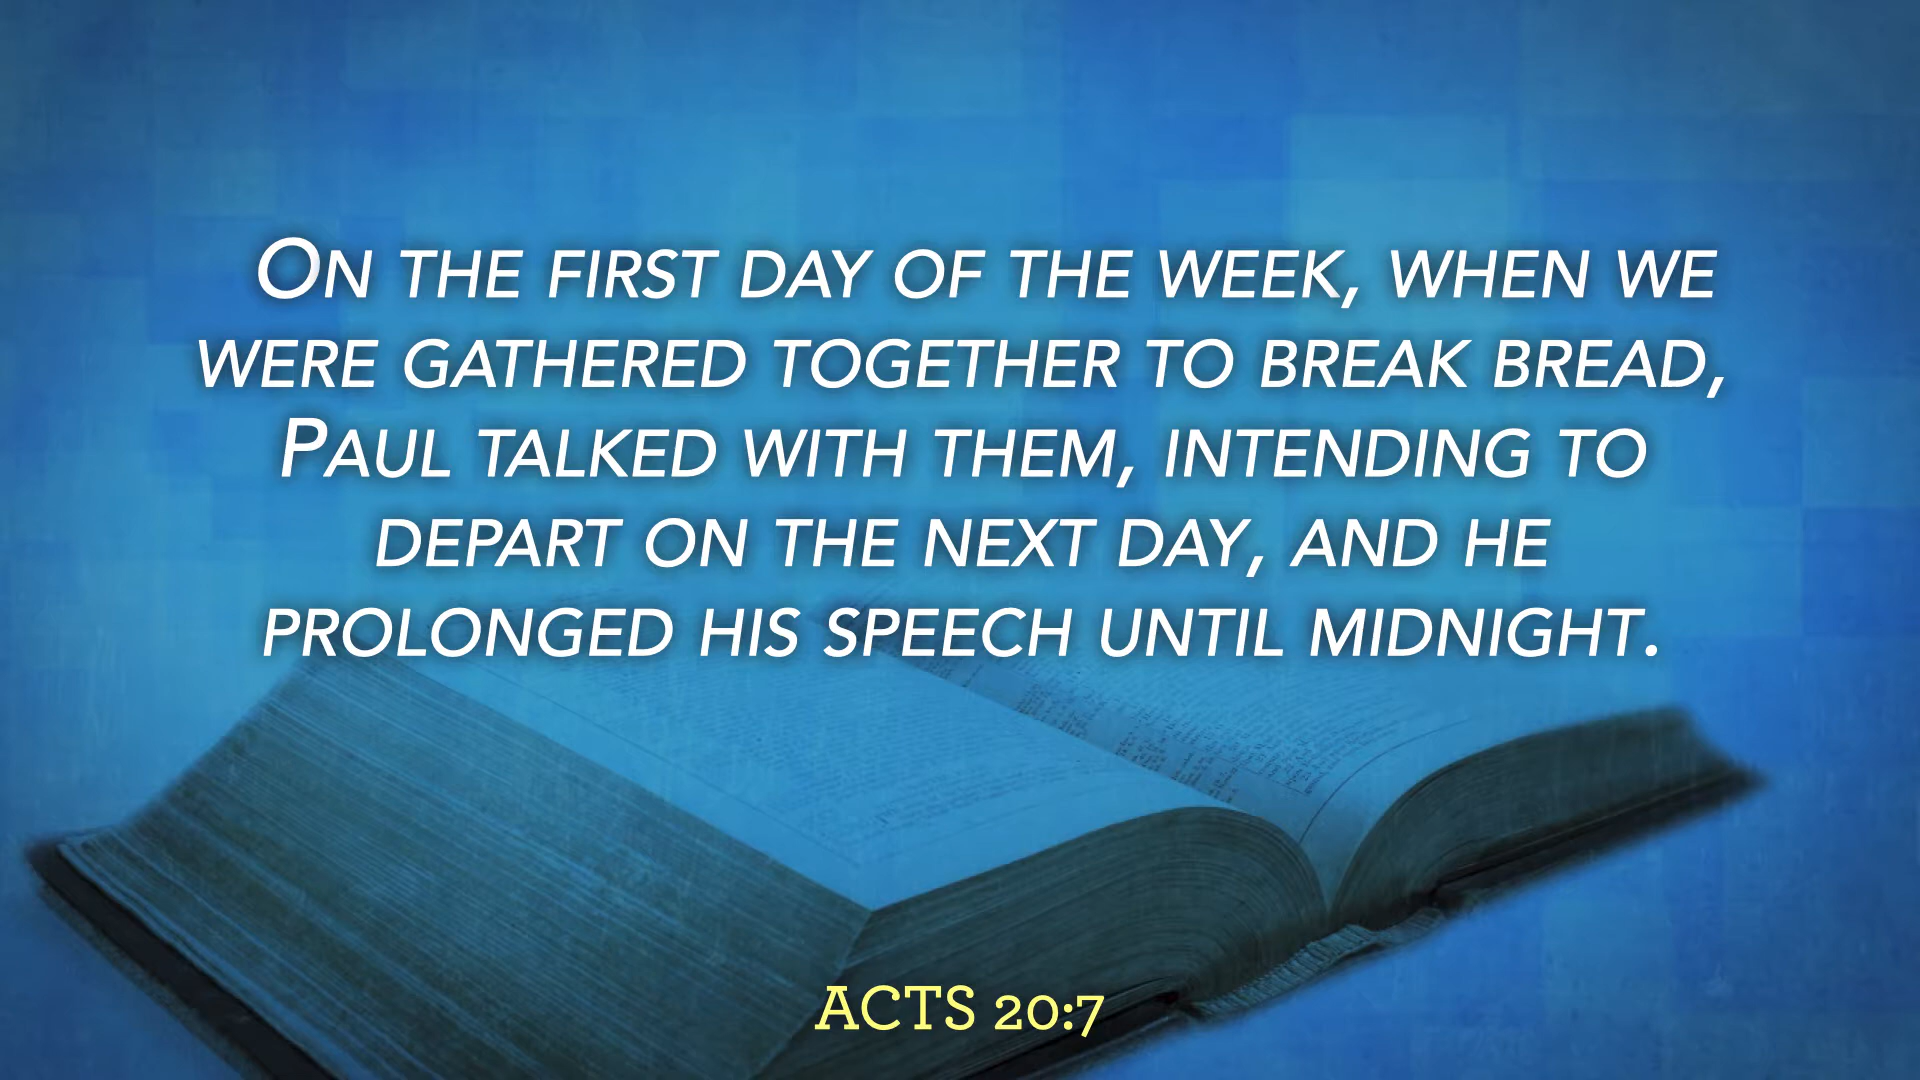 On the first day of the week, when we
were gathered together to break bread,
Paul talked with them, intending to
depart on the next day, and he
prolonged his speech until midnight.
ACTS 20:7